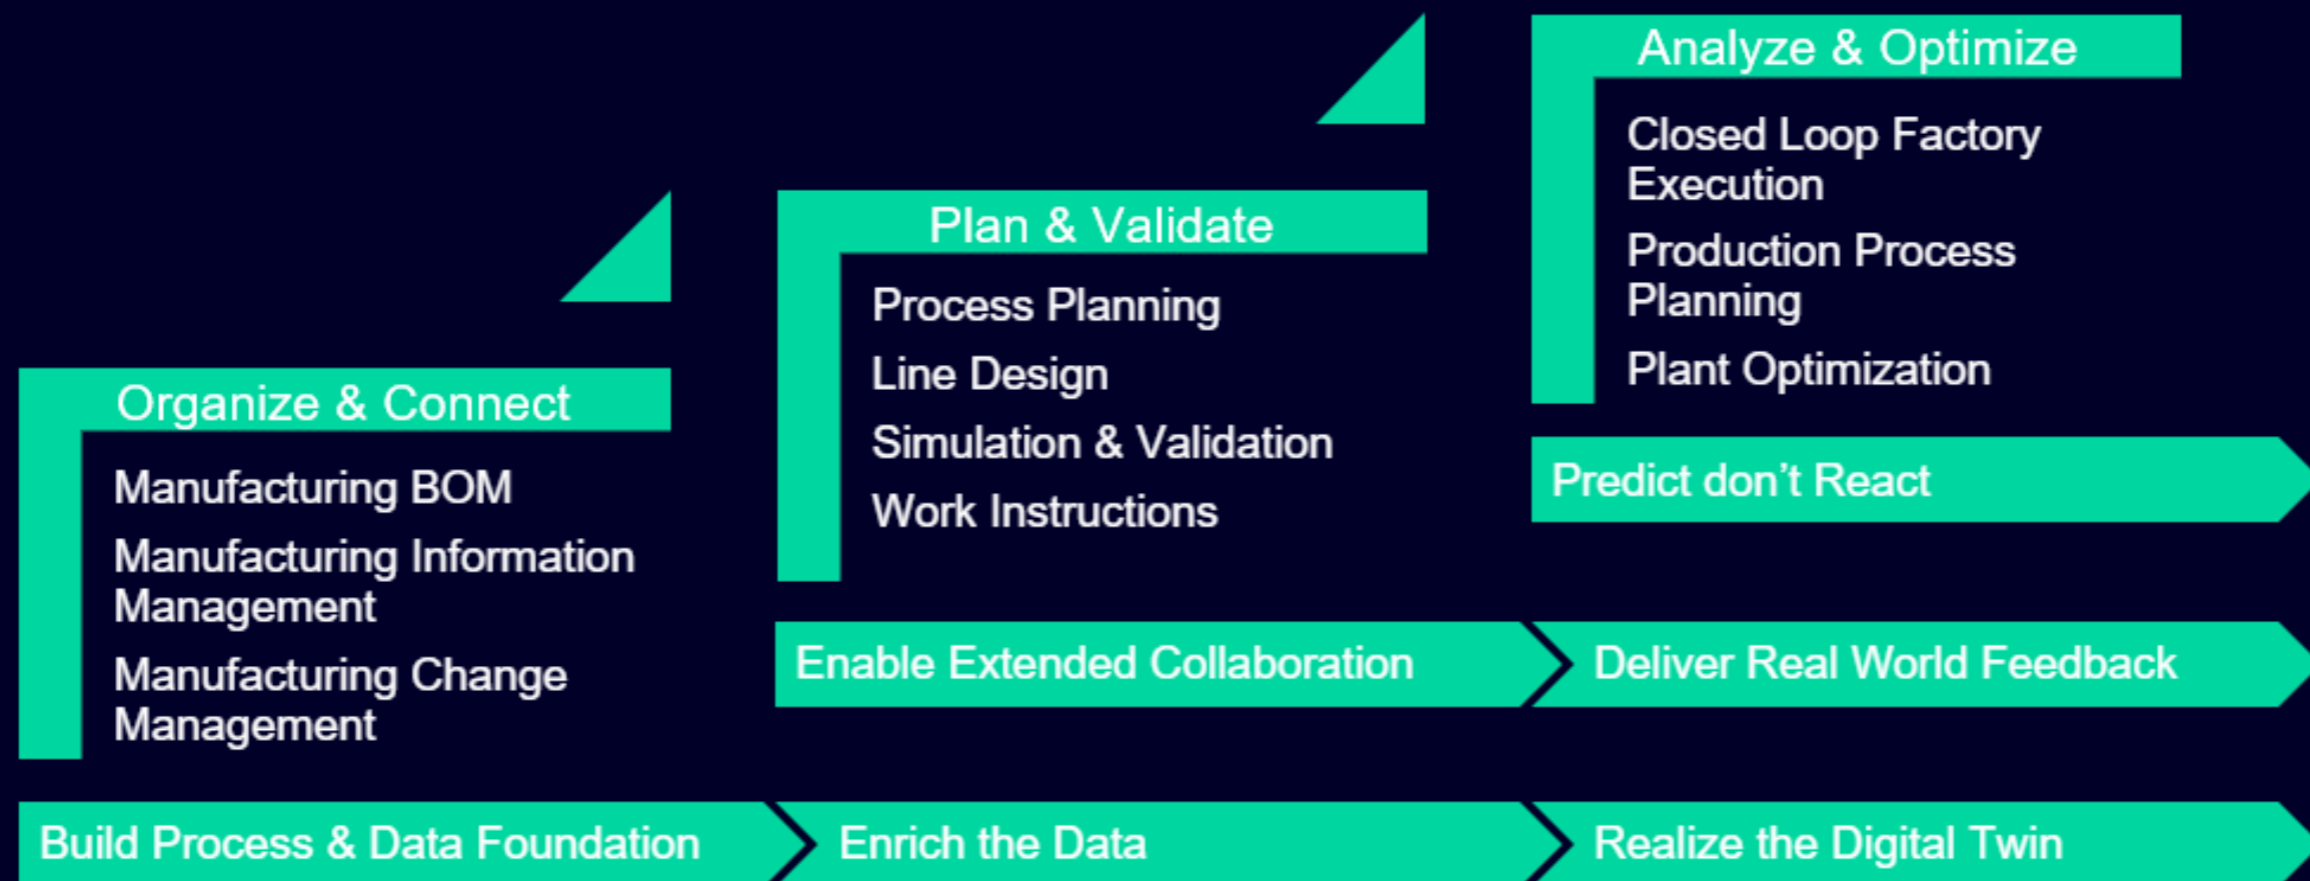 Organize & Connect
Manufacturing BOM
Manufacturing Information
Management
Manufacturing Change
Management
Plan & Validate
Process Planning
Line Design
Simulation & Validation
Work Instructions
Analyze & Optimize
Closed Loop Factory
Execution
Production Process
Planning
Plant Optimization
Predict don’t React
Enable Extended Collaboration
Deliver Real World Feedback
Build Process & Data Foundation
Enrich the Data
Realize the Digital Twin